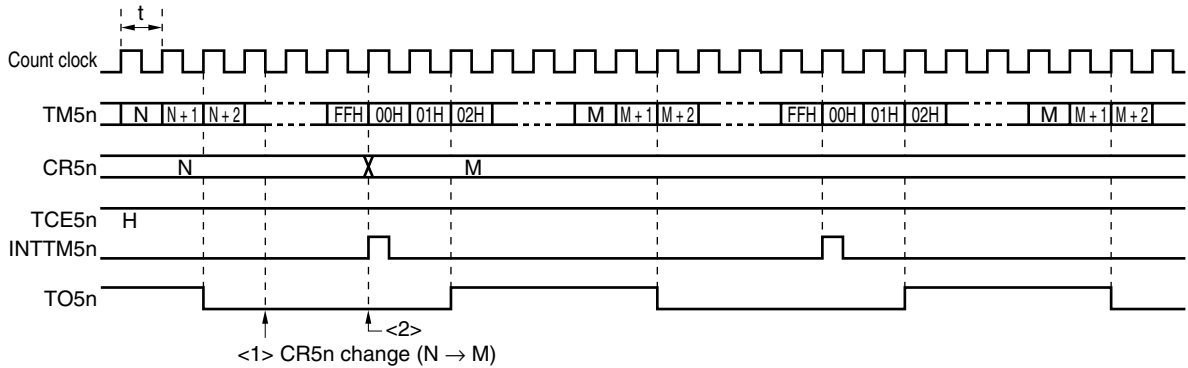 t
Count clock
TM5n N N + 1 N + 2 FFH 00H 01H 02H M M + 1 M + 2 FFH 00H 01H 02H M M + 1 M + 2
CR5n N M
TCE5n H
INTTM5n
TO5n
<2>
<1> CR5n change (N → M)